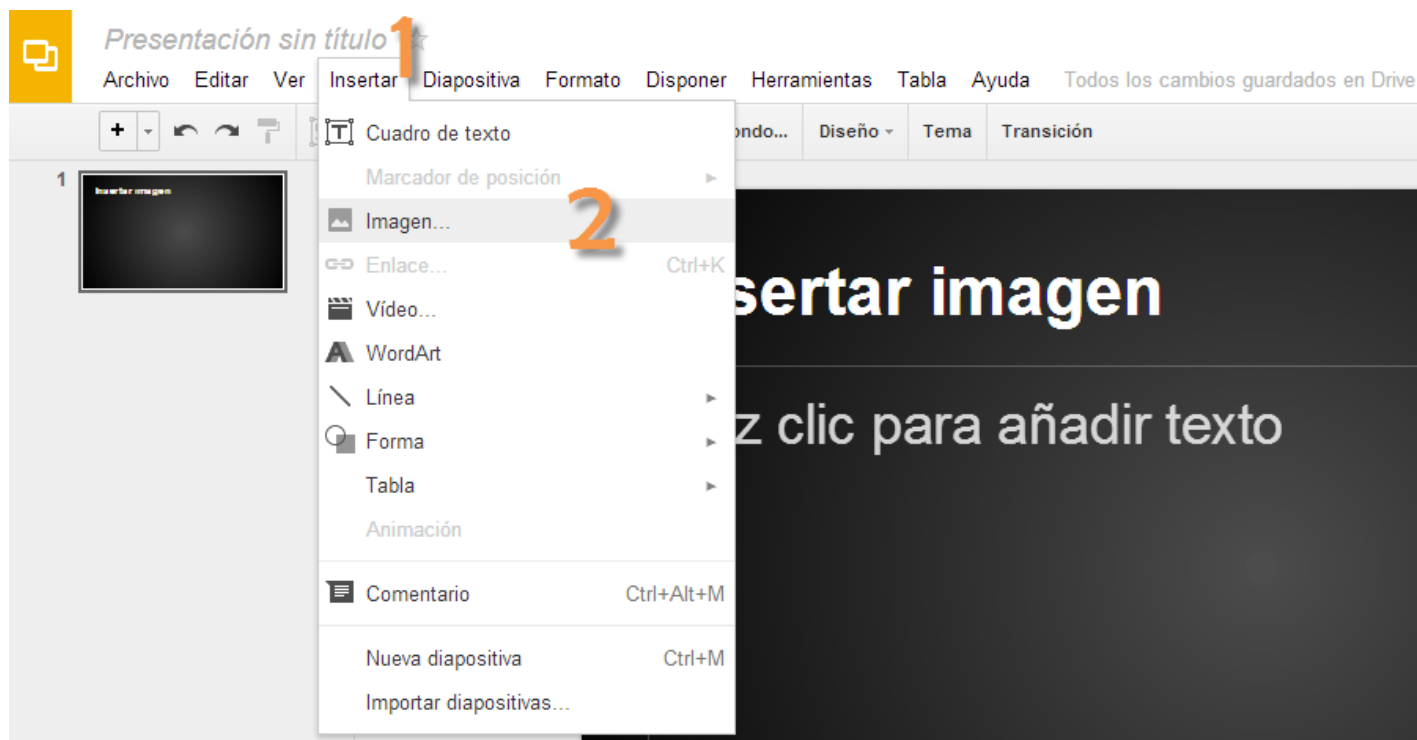 Presentación sin título
1
Archivo Editar Ver Insertar Diapositiva Formato Disponer Herramientas Tabla Ayuda Todos los cambios guardados en Drive
ondo... Diseño Tema Transición
1
Insertar imagen
Cuadro de texto
Marcador de posición
Imagen...
2
Enlace... Ctrl+K
Vídeo...
WordArt
Línea
Forma
Tabla
Animación
Comentario Ctrl+Alt+M
Nueva diapositiva Ctrl+M
Importar diapositivas...
sertar imagen
z clic para añadir texto